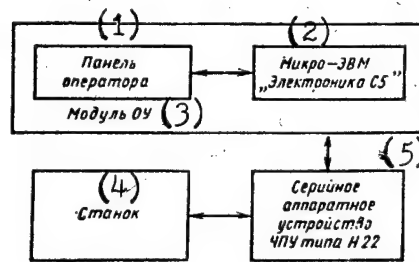 (1)
Панель
оператора
(2)
Микро-ЭВМ
„Электроника С5"
Модуль ОУ (3)
(4)
Станок
(5)
Серийное
аппаратное
устройство
ЧПУ типа Н22